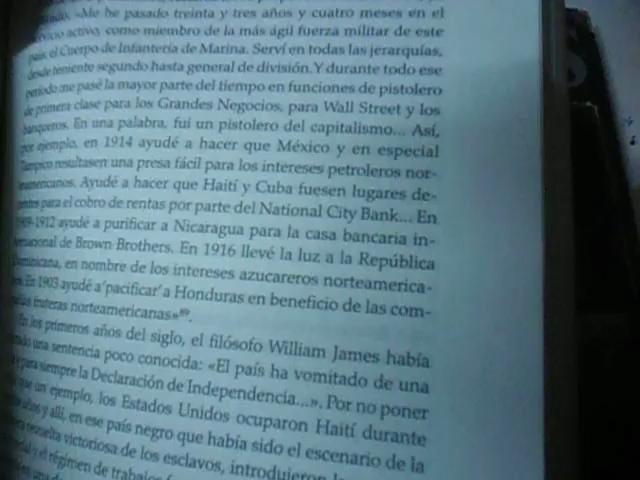 «Me he pasado treinta y tres años y cuatro meses en el
activo, como miembro de la más ágil fuerza militar de este
país: el Cuerpo de Infantería de Marina. Serví en todas las jerarquías,
desde teniente segundo hasta general de división. Y durante todo ese
período me pasé la mayor parte del tiempo en funciones de pistolero
de primera clase para los Grandes Negocios, para Wall Street y los
banqueros. En una palabra, fui un pistolero del capitalismo... Así,
por ejemplo, en 1914 ayudé a hacer que México y en especial
Tampico resultasen una presa fácil para los intereses petroleros nor-
teamericanos. Ayudé a hacer que Haití y Cuba fuesen lugares de-
para el cobro de rentas por parte del National City Bank... En
1909-1912 ayudé a purificar a Nicaragua para la casa bancaria in-
ternacional de Brown Brothers. En 1916 llevé la luz a la República
Dominicana, en nombre de los intereses azucareros norteamerica-
En 1903 ayudé a 'pacificar' a Honduras en beneficio de las com-
fruteras norteamericanas»⁸⁹.
En los primeros años del siglo, el filósofo William James había
una sentencia poco conocida: «El país ha vomitado de una
y para siempre la Declaración de Independencia...». Por no poner
que un ejemplo, los Estados Unidos ocuparon Haití durante
años y allí, en ese país negro que había sido el escenario de la
revuelta victoriosa de los esclavos, introdujeron
y el régimen de trabajos